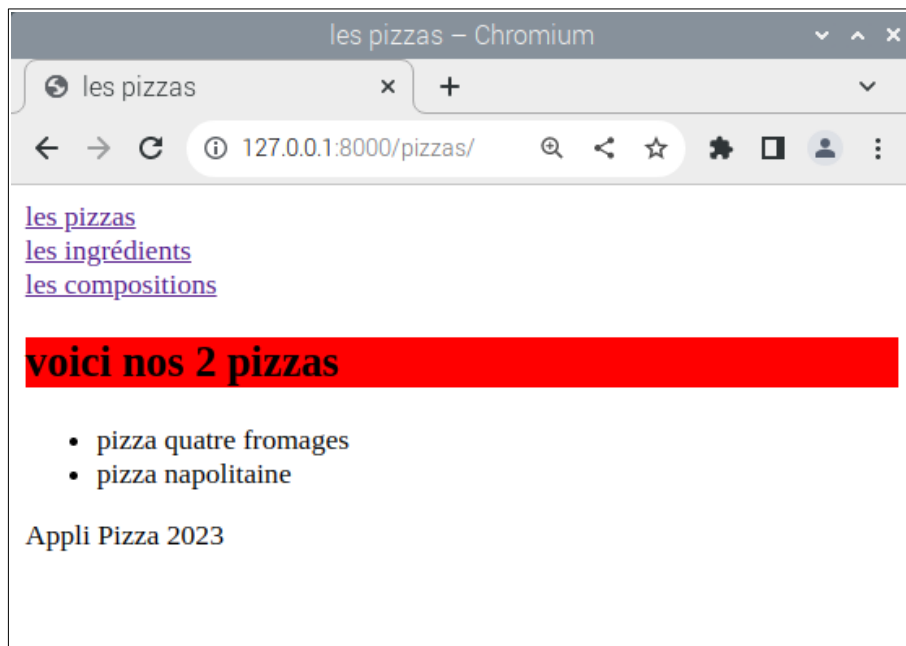 les pizzas – Chromium
les pizzas
127.0.0.1:8000/pizzas/
les pizzas
les ingrédients
les compositions
voici nos 2 pizzas
• pizza quatre fromages
• pizza napolitaine
Appli Pizza 2023